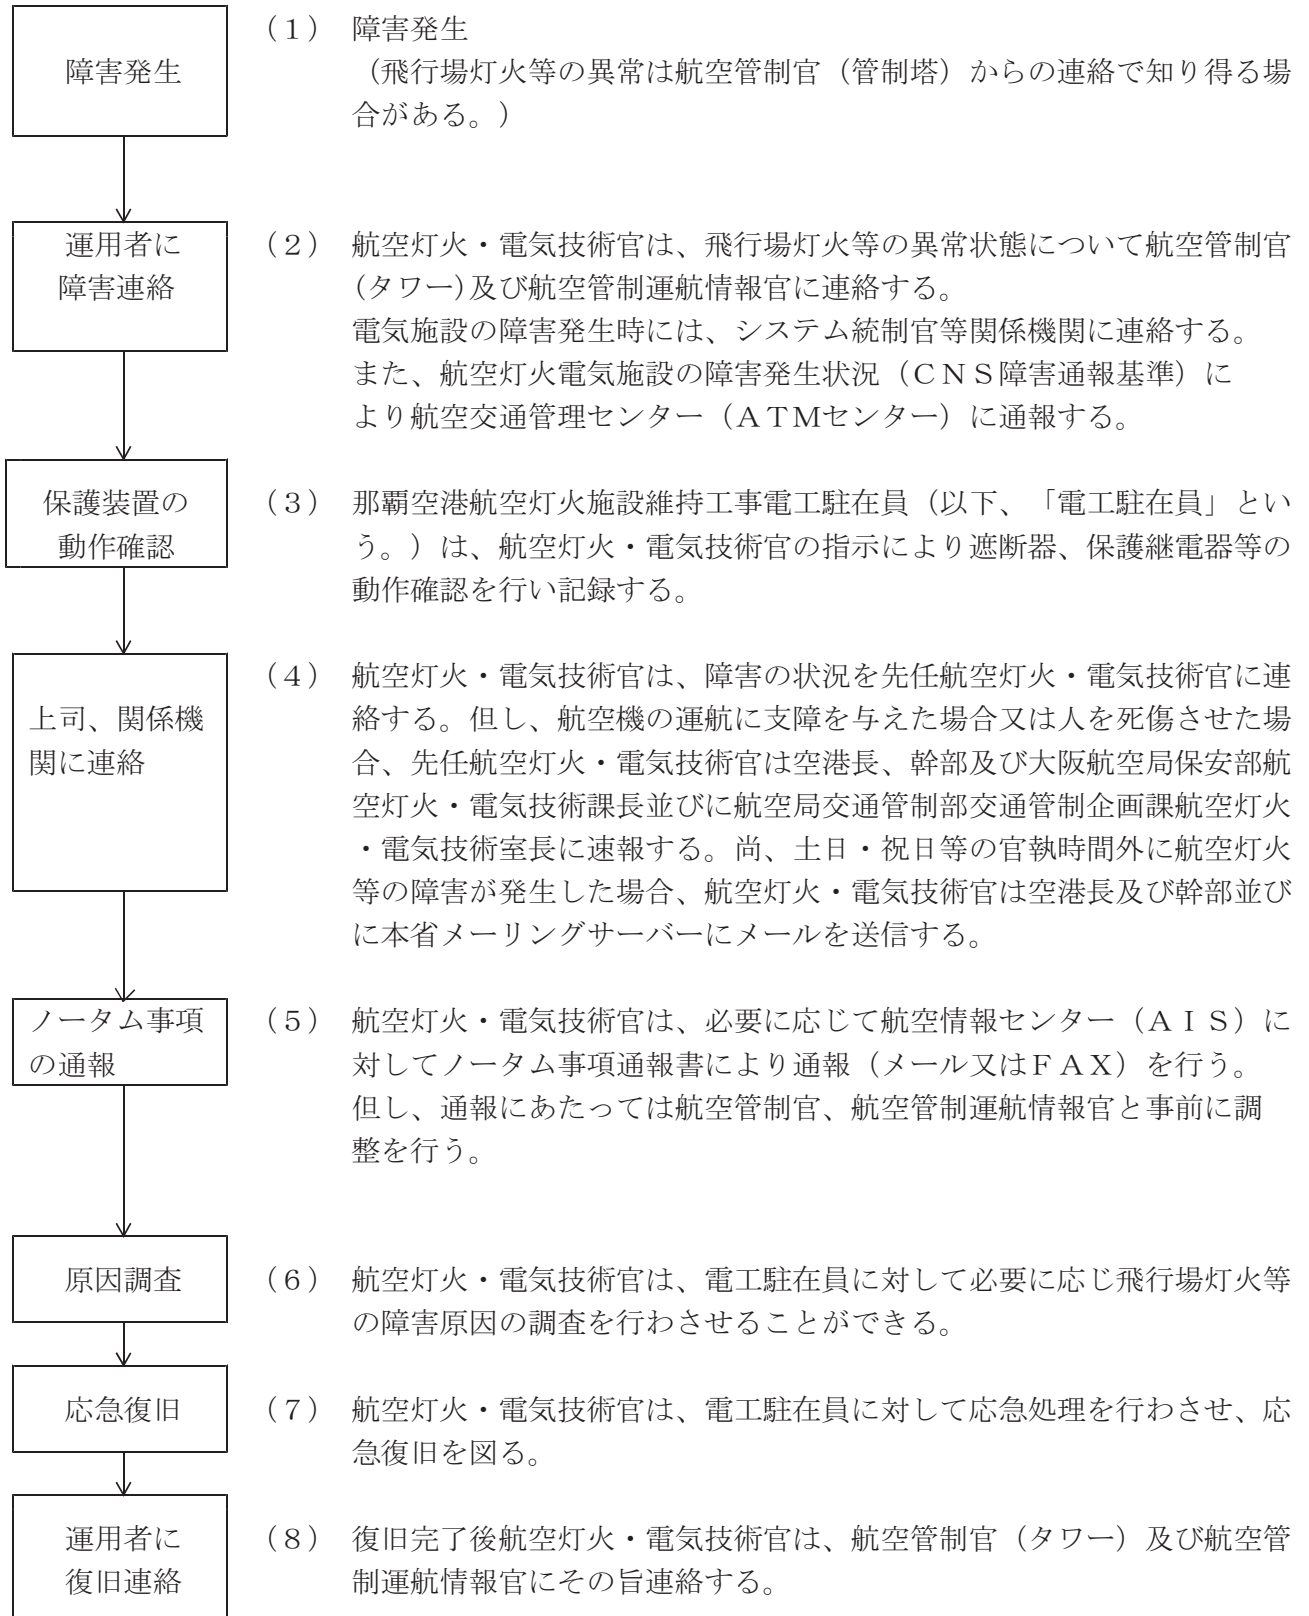 障害発生
（１） 障害発生
（飛行場灯火等の異常は航空管制官（管制塔）からの連絡で知り得る場
合がある。）
運用者に
障害連絡
（２） 航空灯火・電気技術官は、飛行場灯火等の異常状態について航空管制官
(タワー)及び航空管制運航情報官に連絡する。
電気施設の障害発生時には、システム統制官等関係機関に連絡する。
また、航空灯火電気施設の障害発生状況（ＣＮＳ障害通報基準）に
より航空交通管理センター（ＡＴＭセンター）に通報する。
保護装置の
動作確認
（３） 那覇空港航空灯火施設維持工事電工駐在員（以下、「電工駐在員」とい
う。）は、航空灯火・電気技術官の指示により遮断器、保護継電器等の
動作確認を行い記録する。
上司、関係機
関に連絡
（４） 航空灯火・電気技術官は、障害の状況を先任航空灯火・電気技術官に連
絡する。但し、航空機の運航に支障を与えた場合又は人を死傷させた場
合、先任航空灯火・電気技術官は空港長、幹部及び大阪航空局保安部航
空灯火・電気技術課長並びに航空局交通管制部交通管制企画課航空灯火
・電気技術室長に速報する。尚、土日・祝日等の官執時間外に航空灯火
等の障害が発生した場合、航空灯火・電気技術官は空港長及び幹部並び
に本省メーリングサーバーにメールを送信する。
ノータム事項
の通報
（５） 航空灯火・電気技術官は、必要に応じて航空情報センター（ＡＩＳ）に
対してノータム事項通報書により通報（メール又はＦＡＸ）を行う。
但し、通報にあたっては航空管制官、航空管制運航情報官と事前に調
整を行う。
原因調査
（６） 航空灯火・電気技術官は、電工駐在員に対して必要に応じ飛行場灯火等
の障害原因の調査を行わさせることができる。
応急復旧
（７） 航空灯火・電気技術官は、電工駐在員に対して応急処理を行わさせ、応
急復旧を図る。
運用者に
復旧連絡
（８） 復旧完了後航空灯火・電気技術官は、航空管制官（タワー）及び航空管
制運航情報官にその旨連絡する。